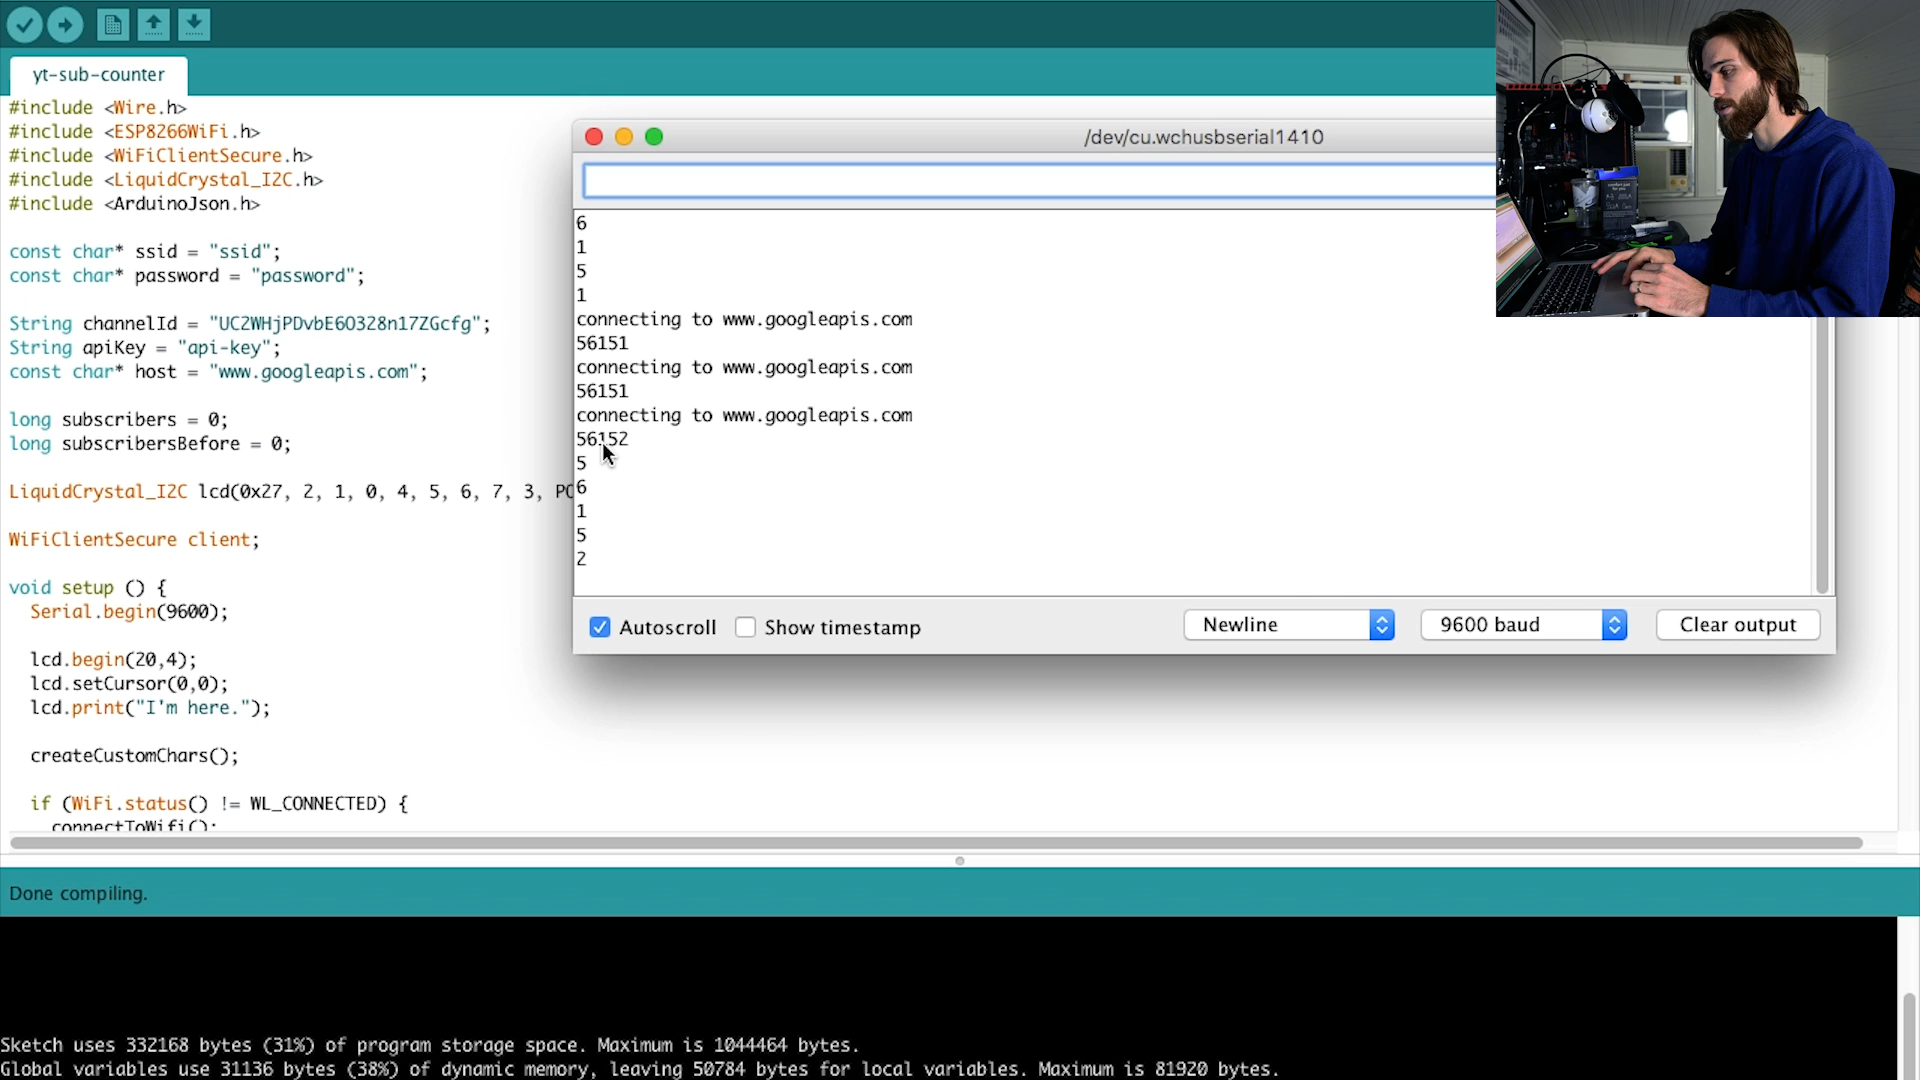 yt-sub-counter
#include <Wire.h>
#include <ESP8266WiFi.h>
#include <WiFiClientSecure.h>
#include <LiquidCrystal_I2C.h>
#include <ArduinoJson.h>
const char* ssid = "ssid";
const char* password = "password";
String channelId = "UC2WHjPDvbE6O328n17ZGcfg";
String apiKey = "api-key";
const char* host = "www.googleapis.com";
long subscribers = 0;
long subscribersBefore = 0;
LiquidCrystal_I2C lcd(0x27, 2, 1, 0, 4, 5, 6, 7, 3, PO
WiFiClientSecure client;
void setup () {
Serial.begin(9600);
lcd.begin(20,4);
lcd.setCursor(0,0);
lcd.print("I'm here.");
createCustomChars();
if (WiFi.status() != WL_CONNECTED) {
connectToWifi();
/dev/cu.wchusbserial1410
6
1
5
1
connecting to www.googleapis.com
56151
connecting to www.googleapis.com
56151
connecting to www.googleapis.com
56152
5
6
1
5
2
Autoscroll
Show timestamp
Newline
9600 baud
Clear output
Done compiling.
Sketch uses 332168 bytes (31%) of program storage space. Maximum is 1044464 bytes.
Global variables use 31136 bytes (38%) of dynamic memory, leaving 50784 bytes for local variables. Maximum is 81920 bytes.